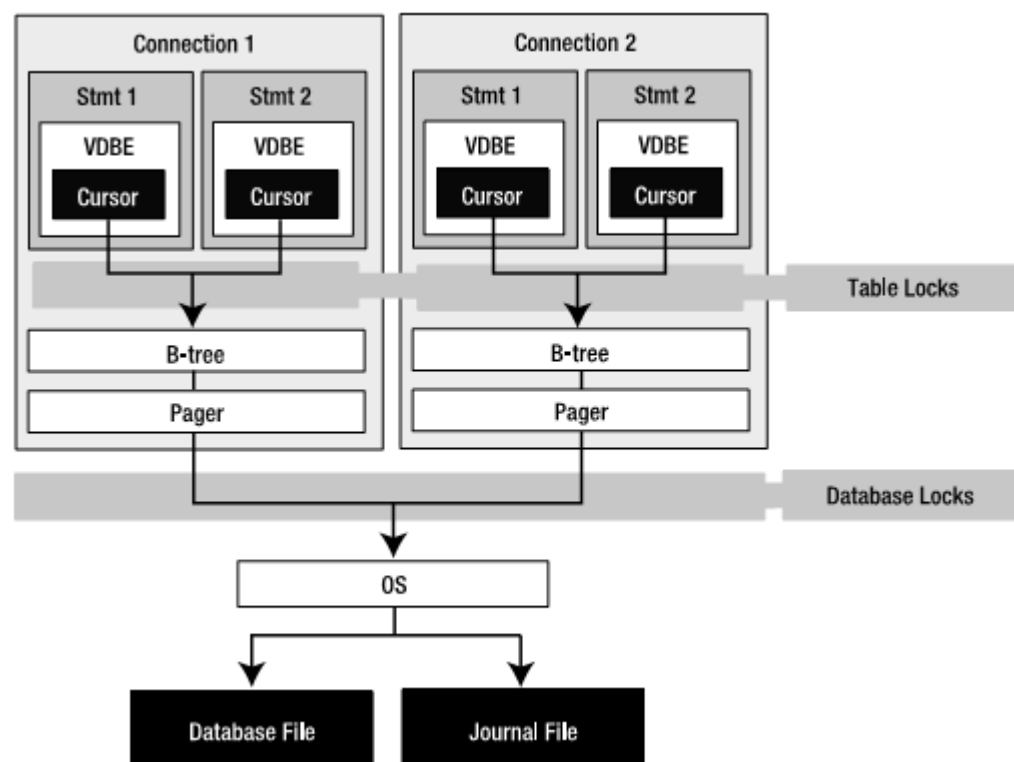 Connection 1
Connection 2
Stmt 1
Stmt 2
Stmt 1
Stmt 2
VDBE
VDBE
VDBE
VDBE
Cursor
Cursor
Cursor
Cursor
Table Locks
B-tree
B-tree
Pager
Pager
Database Locks
OS
Database File
Journal File